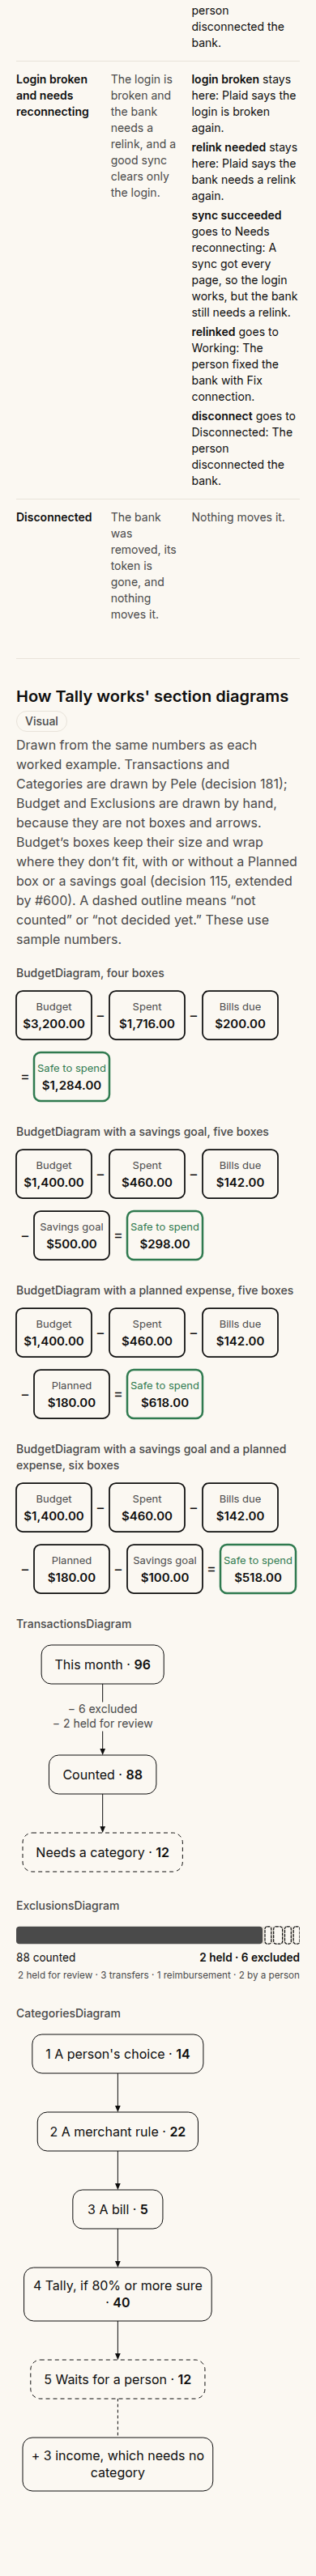 person
disconnected the
bank.
Login broken
and needs
reconnecting
The login is
broken and
the bank
needs a
relink, and a
good sync
clears only
the login.
login broken stays
here: Plaid says the
login is broken
again.
relink needed stays
here: Plaid says the
bank needs a relink
again.
sync succeeded
goes to Needs
reconnecting: A
sync got every
page, so the login
works, but the bank
still needs a relink.
relinked goes to
Working: The
person fixed the
bank with Fix
connection.
disconnect goes to
Disconnected: The
person
disconnected the
bank.
Disconnected
The bank
was
removed, its
token is
gone, and
nothing
moves it.
Nothing moves it.
How Tally works' section diagrams
Visual
Drawn from the same numbers as each
worked example. Transactions and
Categories are drawn by Pele (decision 181);
Budget and Exclusions are drawn by hand,
because they are not boxes and arrows.
Budget’s boxes keep their size and wrap
where they don’t fit, with or without a Planned
box or a savings goal (decision 115, extended
by #600). A dashed outline means “not
counted” or “not decided yet.” These use
sample numbers.
BudgetDiagram, four boxes
Budget − Spent − Bills due
$3,200.00 $1,716.00 $200.00
= Safe to spend
$1,284.00
BudgetDiagram with a savings goal, five boxes
Budget − Spent − Bills due
$1,400.00 $460.00 $142.00
− Savings goal = Safe to spend
$500.00 $298.00
BudgetDiagram with a planned expense, five boxes
Budget − Spent − Bills due
$1,400.00 $460.00 $142.00
− Planned = Safe to spend
$180.00 $618.00
BudgetDiagram with a savings goal and a planned
expense, six boxes
Budget − Spent − Bills due
$1,400.00 $460.00 $142.00
− Planned − Savings goal = Safe to spend
$180.00 $100.00 $518.00
TransactionsDiagram
This month · 96
− 6 excluded
− 2 held for review
Counted · 88
Needs a category · 12
ExclusionsDiagram
88 counted 2 held · 6 excluded
2 held for review · 3 transfers · 1 reimbursement · 2 by a person
CategoriesDiagram
1 A person's choice · 14
2 A merchant rule · 22
3 A bill · 5
4 Tally, if 80% or more sure
· 40
5 Waits for a person · 12
+ 3 income, which needs no
category